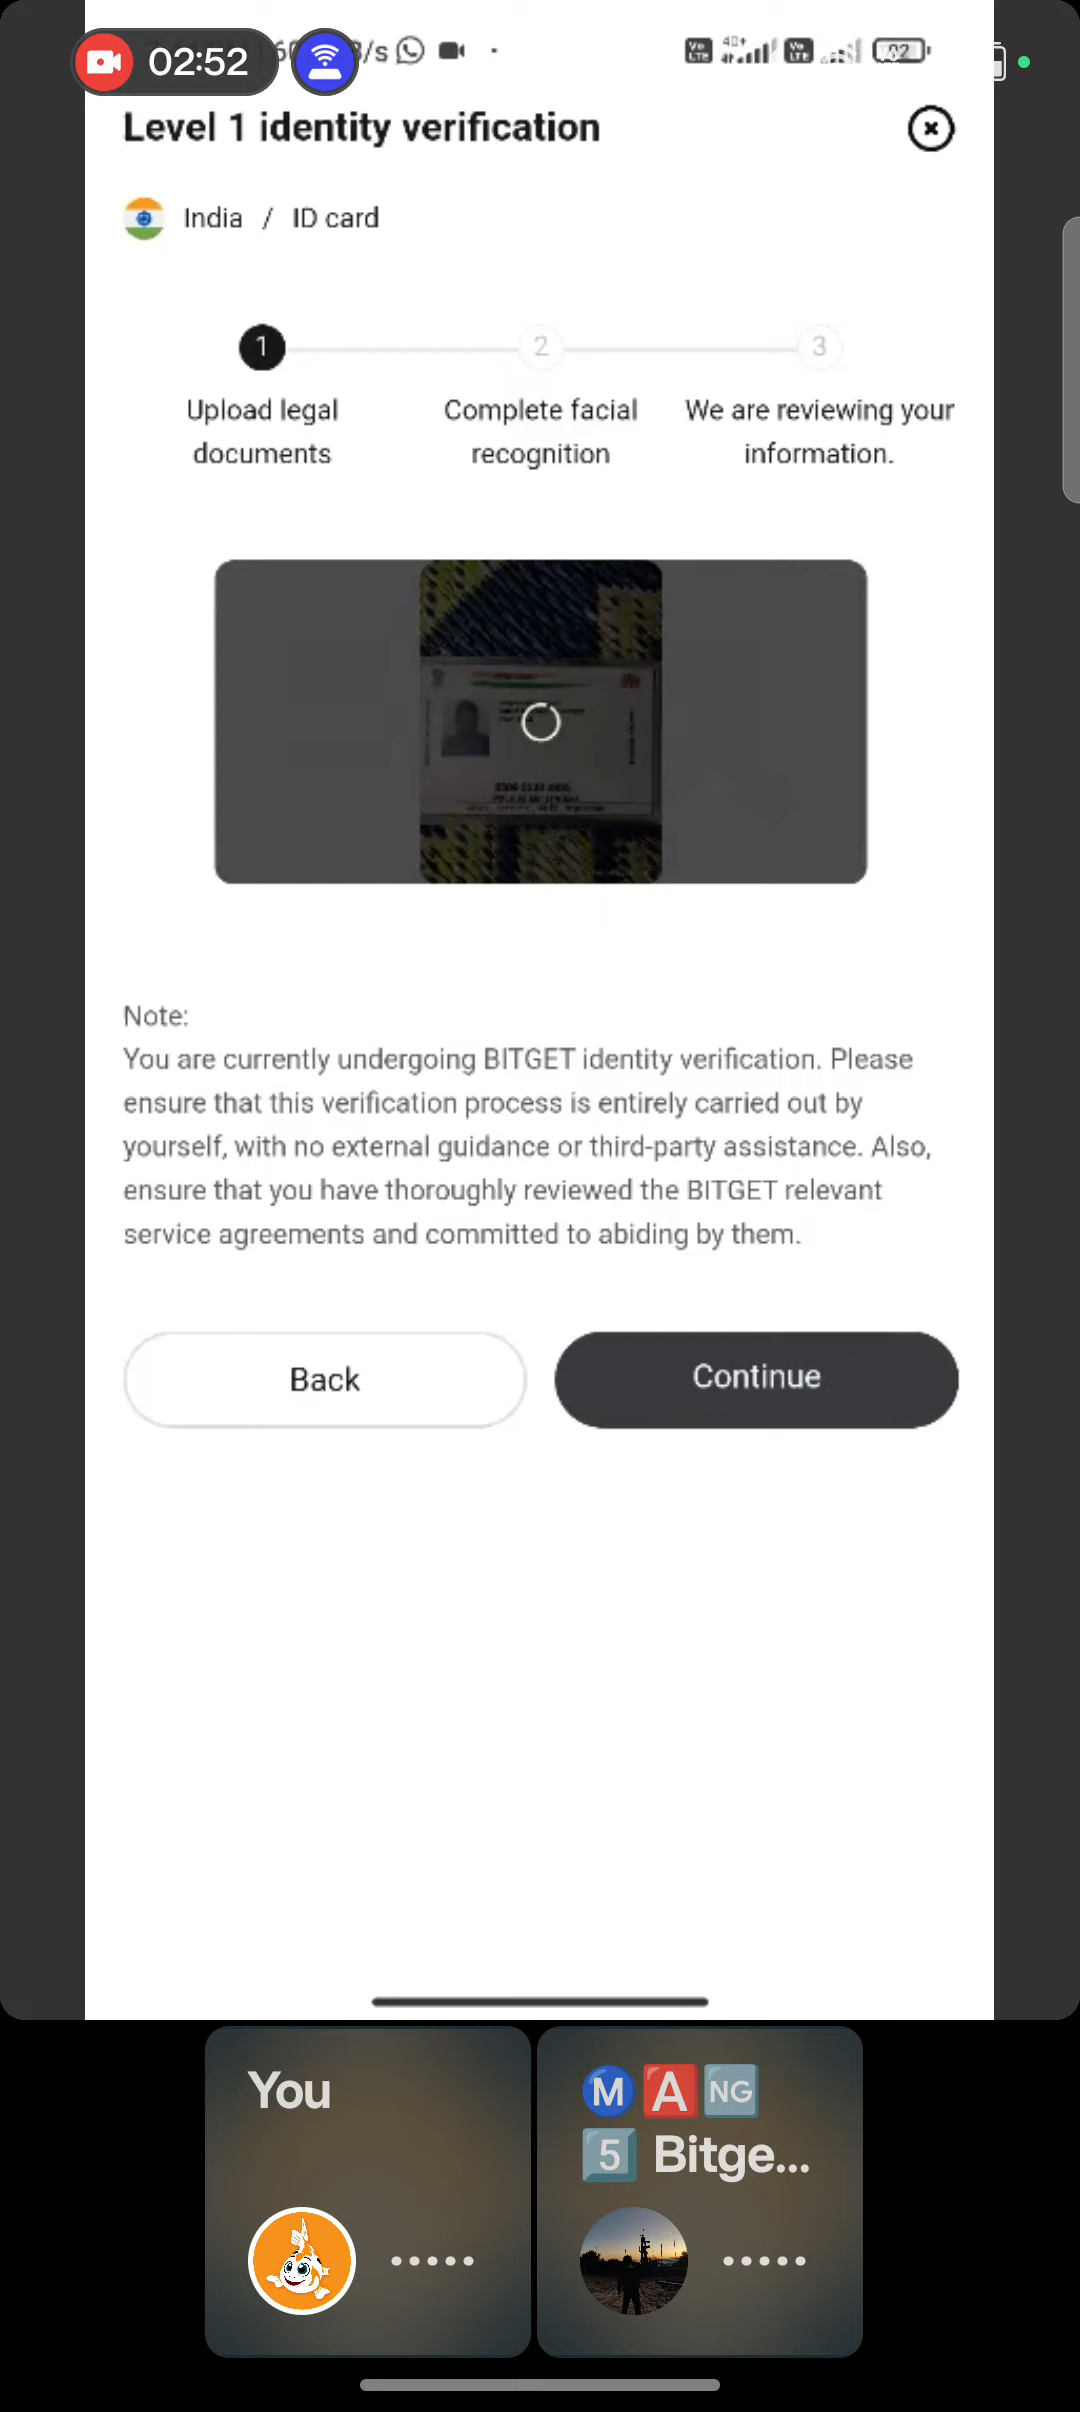 02:52
/s
Level 1 identity verification
India / ID card
1
2
3
Upload legal
documents
Complete facial
recognition
We are reviewing your
information.
Note:
You are currently undergoing BITGET identity verification. Please
ensure that this verification process is entirely carried out by
yourself, with no external guidance or third-party assistance. Also,
ensure that you have thoroughly reviewed the BITGET relevant
service agreements and committed to abiding by them.
Back
Continue
You
Ⓜ️🅰️🆖
5️⃣ Bitge...